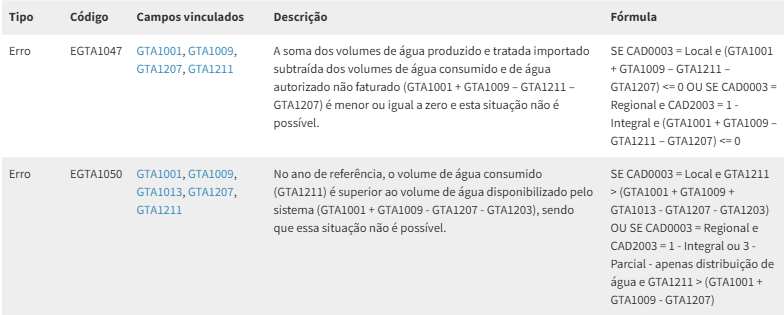 Tipo Código Campos vinculados Descrição Fórmula
Erro EGTA1047 GTA1001, GTA1009, A soma dos volumes de água produzido e tratada importado SE CAD0003 = Local e (GTA1001
GTA1207, GTA1211 subtraída dos volumes de água consumido e de água + GTA1009 – GTA1211 –
autorizado não faturado (GTA1001 + GTA1009 – GTA1211 – GTA1207) <= 0 OU SE CAD0003 =
GTA1207) é menor ou igual a zero e esta situação não é Regional e CAD2003 = 1 -
possível. Integral e (GTA1001 + GTA1009 –
GTA1211 – GTA1207) <= 0
Erro EGTA1050 GTA1001, GTA1009, No ano de referência, o volume de água consumido SE CAD0003 = Local e GTA1211
GTA1013, GTA1207, (GTA1211) é superior ao volume de água disponibilizado pelo > (GTA1001 + GTA1009 +
GTA1211 sistema (GTA1001 + GTA1009 - GTA1207 - GTA1203), sendo GTA1013 - GTA1207 - GTA1203)
que essa situação não é possível. OU SE CAD0003 = Regional e
CAD2003 = 1 - Integral ou 3 -
Parcial - apenas distribuição de
água e GTA1211 > (GTA1001 +
GTA1009 - GTA1207)